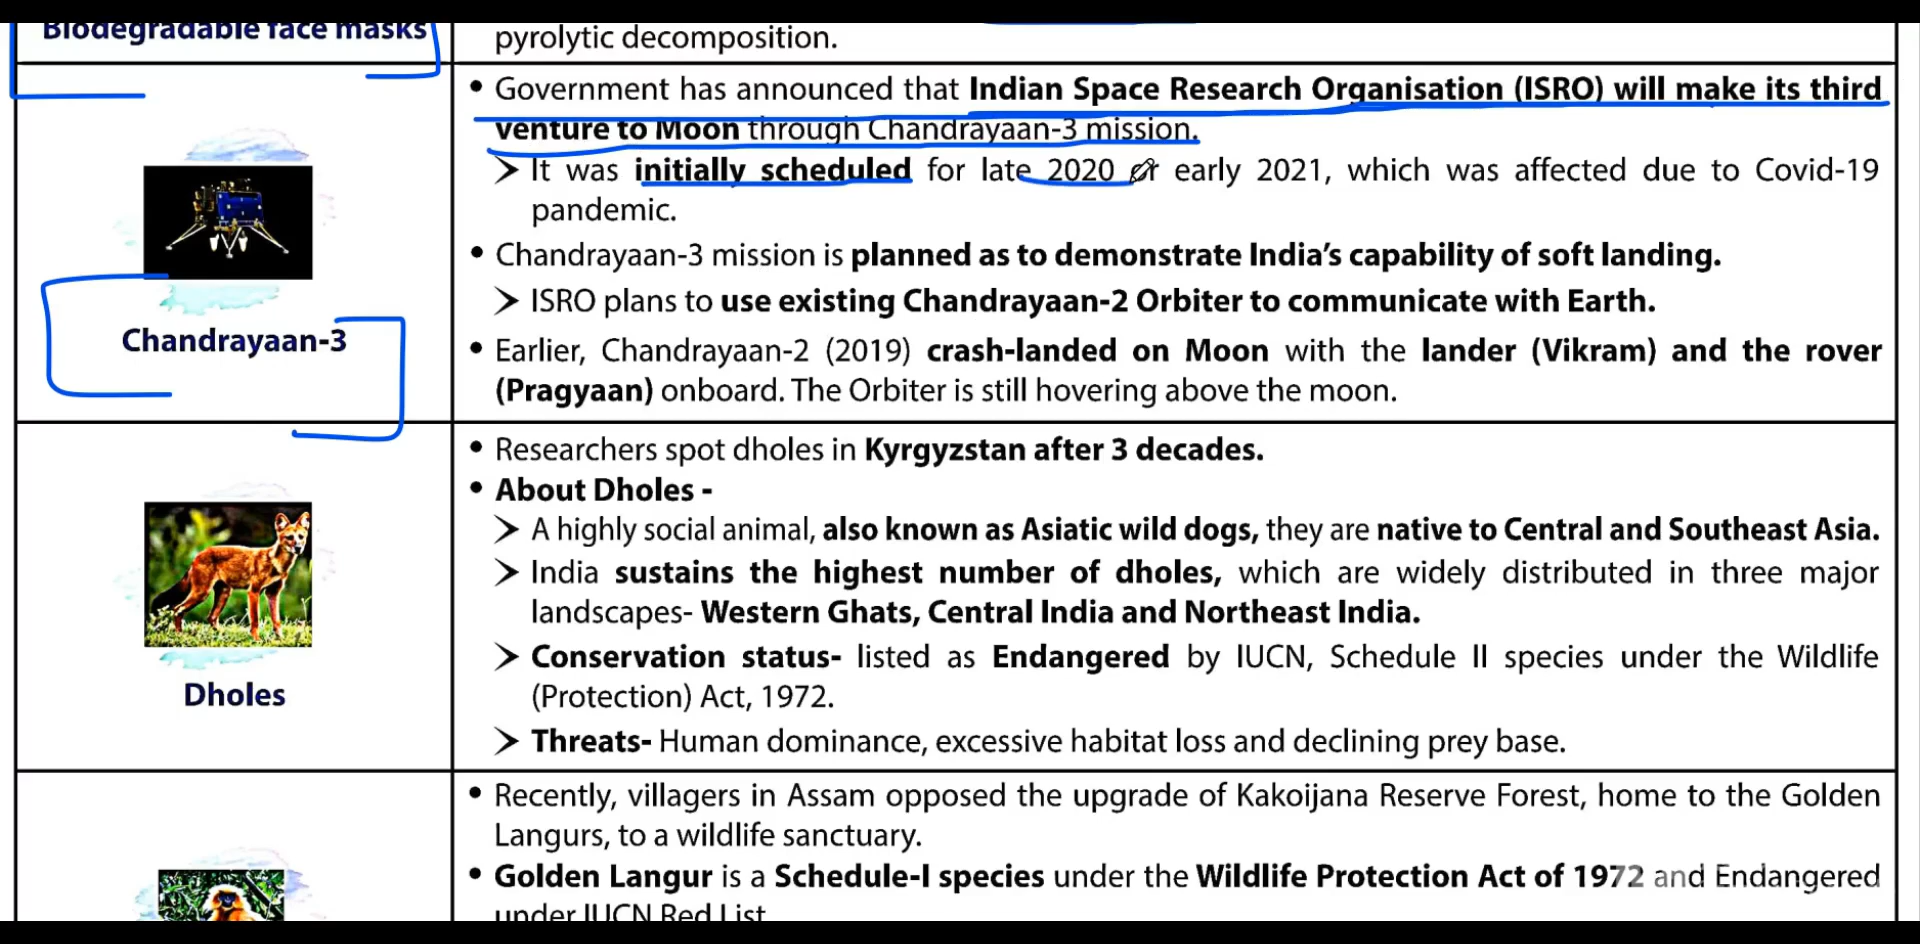 Biodegradable face masks
pyrolytic decomposition.
• Government has announced that Indian Space Research Organisation (ISRO) will make its third
venture to Moon through Chandrayaan-3 mission.
➢ It was initially scheduled for late 2020 or early 2021, which was affected due to Covid-19
pandemic.
• Chandrayaan-3 mission is planned as to demonstrate India’s capability of soft landing.
➢ ISRO plans to use existing Chandrayaan-2 Orbiter to communicate with Earth.
Chandrayaan-3
• Earlier, Chandrayaan-2 (2019) crash-landed on Moon with the lander (Vikram) and the rover
(Pragyaan) onboard. The Orbiter is still hovering above the moon.
• Researchers spot dholes in Kyrgyzstan after 3 decades.
• About Dholes -
➢ A highly social animal, also known as Asiatic wild dogs, they are native to Central and Southeast Asia.
➢ India sustains the highest number of dholes, which are widely distributed in three major
landscapes- Western Ghats, Central India and Northeast India.
➢ Conservation status- listed as Endangered by IUCN, Schedule II species under the Wildlife
(Protection) Act, 1972.
Dholes
➢ Threats- Human dominance, excessive habitat loss and declining prey base.
• Recently, villagers in Assam opposed the upgrade of Kakoijana Reserve Forest, home to the Golden
Langurs, to a wildlife sanctuary.
• Golden Langur is a Schedule-I species under the Wildlife Protection Act of 1972 and Endangered
under IUCN Red List